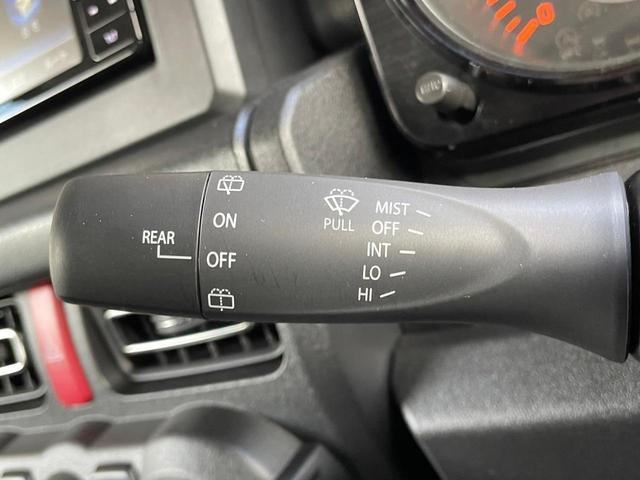 REAR
ON
OFF
PULL
MIST
OFF
INT
LO
HI